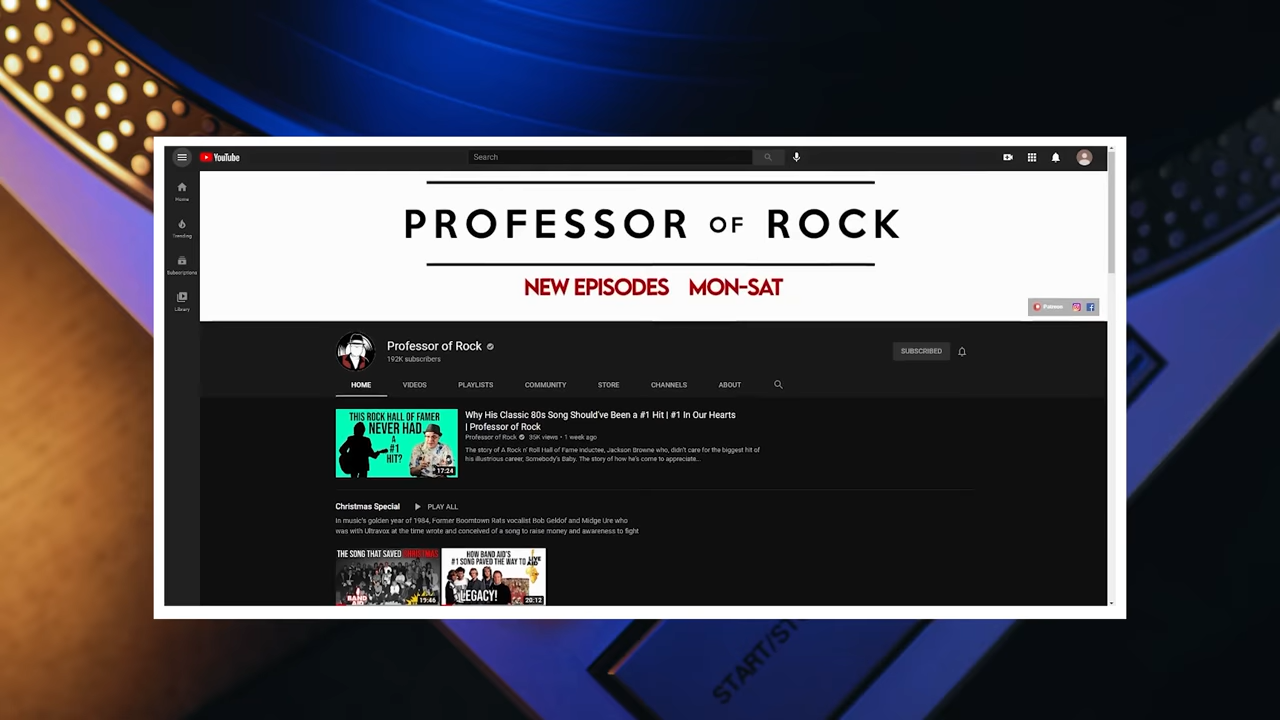 YouTube
Search
Home
Trending
Subscriptions
Library
PROFESSOR OF ROCK
NEW EPISODES MON-SAT
Patreon
Professor of Rock
192K subscribers
SUBSCRIBED
HOME VIDEOS PLAYLISTS COMMUNITY STORE CHANNELS ABOUT
THIS ROCK HALL OF FAMER
NEVER HAD
A
#1
HIT?
17:24
Why His Classic 80s Song Should've Been a #1 Hit | #1 In Our Hearts
| Professor of Rock
Professor of Rock 35K views • 1 week ago
The story of A Rock n' Roll Hall of Fame Inductee, Jackson Browne who, didn't care for the biggest hit of
his illustrious career, Somebody's Baby. The story of how he's come to appreciate...
Christmas Special PLAY ALL
In music's golden year of 1984, Former Boomtown Rats vocalist Bob Geldof and Midge Ure who
was with Ultravox at the time wrote and conceived of a song to raise money and awareness to fight
THE SONG THAT SAVED CHRISTMAS
BAND
AID
19:46
HOW BAND AID'S
#1 SONG PAVED THE WAY TO LIVE
AID
LEGACY!
20:12